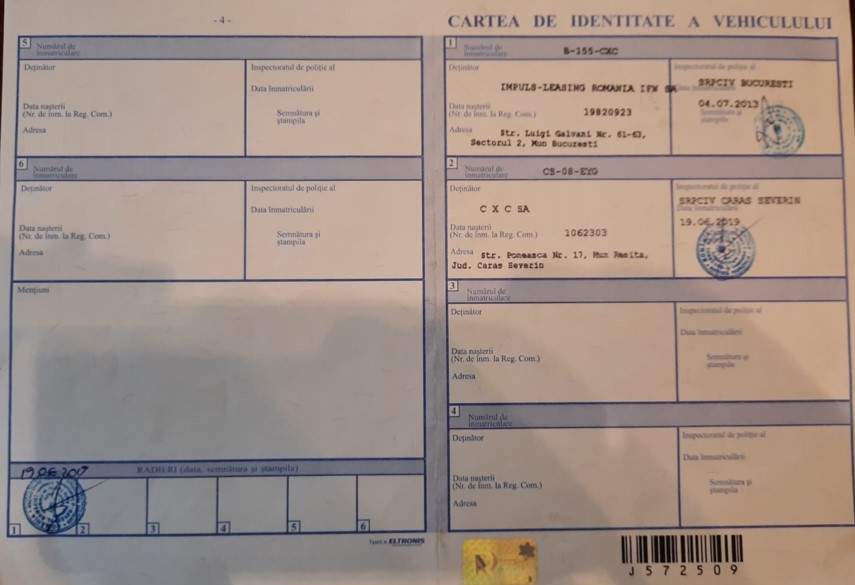 - 4 -
5 Numărul de
înmatriculare
Deţinător
Inspectoratul de poliţie al
Data înmatriculării
Data naşterii
(Nr. de înm. la Reg. Com.)
Semnătura şi
ştampila
Adresa
6 Numărul de
înmatriculare
Deţinător
Inspectoratul de poliţie al
Data înmatriculării
Data naşterii
(Nr. de înm. la Reg. Com.)
Semnătura şi
ştampila
Adresa
Menţiuni
RADIERI (data, semnătura şi ştampila)
1 2 3 4 5 6
ELTRONIS
CARTEA DE IDENTITATE A VEHICULULUI
1 Numărul de
înmatriculare
B-155-CXC
Deţinător
IMPULS-LEASING ROMANIA IFN SA
Inspectoratul de poliţie al
SRPCIV BUCURESTI
04.07.2013
Semnătura şi
ştampila
Data naşterii
(Nr. de înm. la Reg. Com.)
19820923
Adresa
Str. Luigi Galvani Nr. 61-63,
Sectorul 2, Mun Bucuresti
2 Numărul de
înmatriculare
CS-08-EYG
Deţinător
C X C SA
Inspectoratul de poliţie al
SRPCIV CARAS SEVERIN
19.06.2019
Data naşterii
(Nr. de înm. la Reg. Com.)
1062303
Adresa Str. Poneasca Nr. 17, Mun Resita,
Jud. Caras Severin
3 Numărul de
înmatriculare
Deţinător
Inspectoratul de poliţie al
Data înmatriculării
Data naşterii
(Nr. de înm. la Reg. Com.)
Semnătura şi
ştampila
Adresa
4 Numărul de
înmatriculare
Deţinător
Inspectoratul de poliţie al
Data înmatriculării
Data naşterii
(Nr. de înm. la Reg. Com.)
Semnătura şi
ştampila
Adresa
J572509